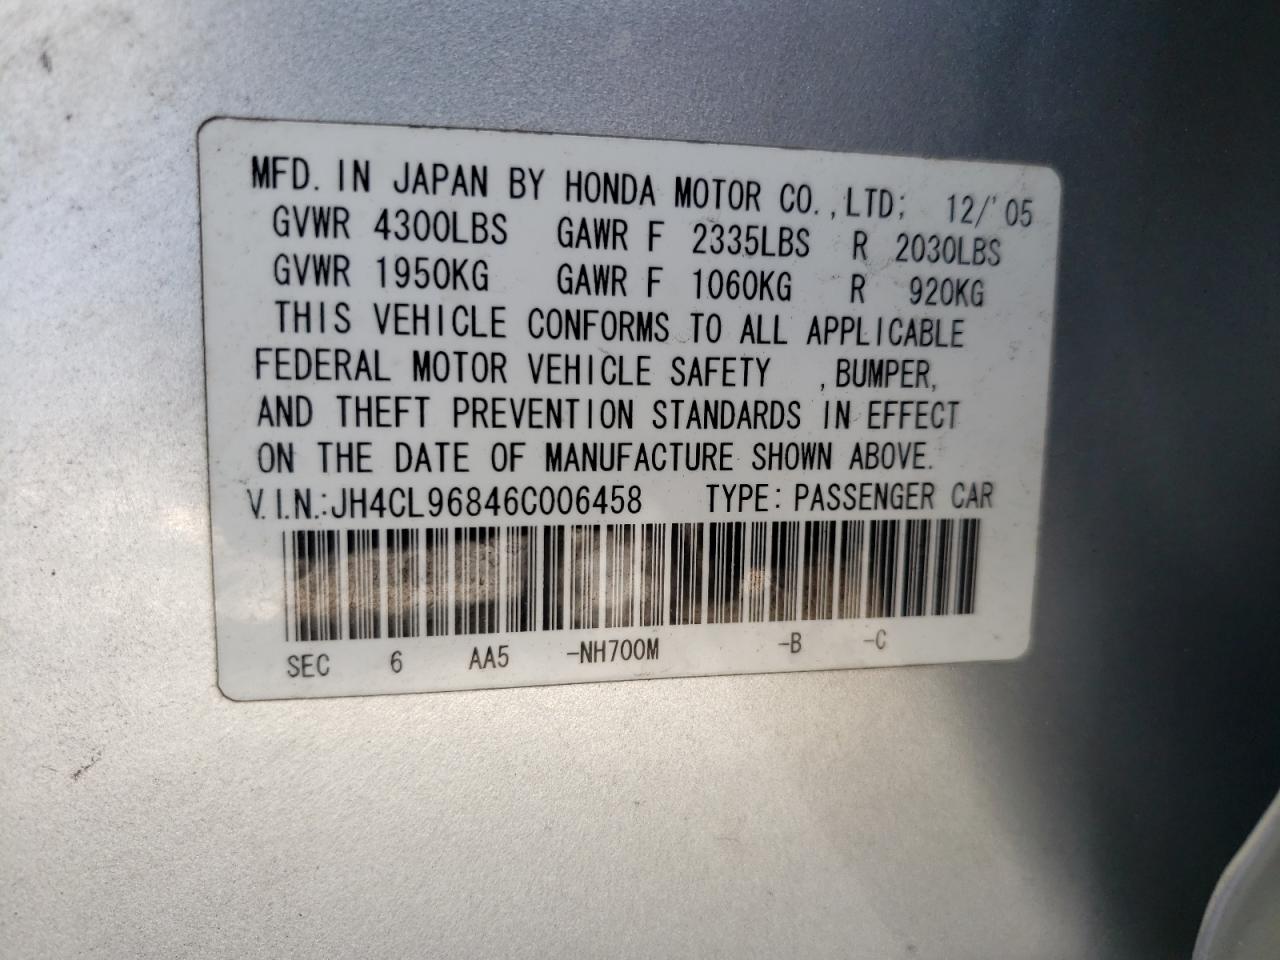 MFD. IN JAPAN BY HONDA MOTOR CO., LTD; 12/'05
GVWR 4300LBS GAWR F 2335LBS R 2030LBS
GVWR 1950KG GAWR F 1060KG R 920KG
THIS VEHICLE CONFORMS TO ALL APPLICABLE
FEDERAL MOTOR VEHICLE SAFETY , BUMPER,
AND THEFT PREVENTION STANDARDS IN EFFECT
ON THE DATE OF MANUFACTURE SHOWN ABOVE.
V.I.N.:JH4CL96846C006458 TYPE: PASSENGER CAR
SEC 6 AA5 -NH700M -B -C